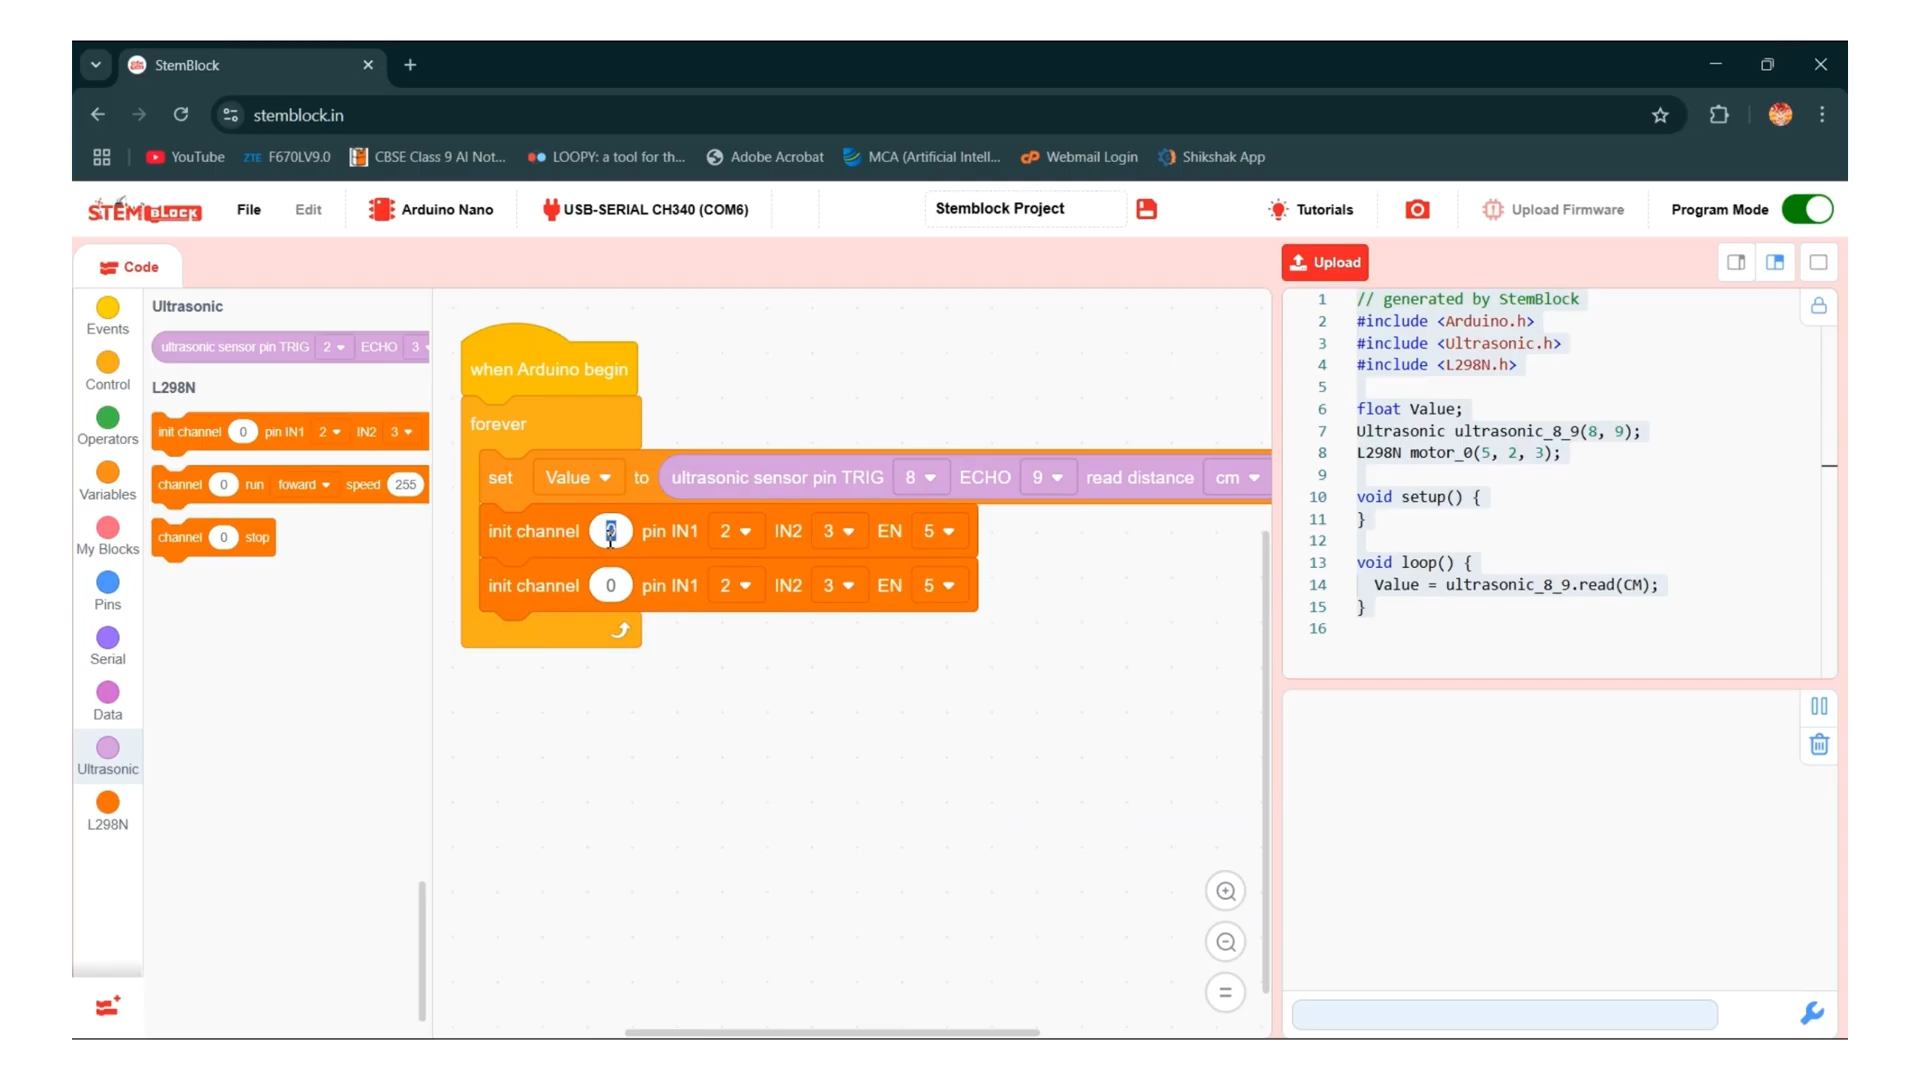 StemBlock
stemblock.in
YouTube
ZTE F670LV9.0
CBSE Class 9 AI Not...
LOOPY: a tool for th...
Adobe Acrobat
MCA (Artificial Intell...
Webmail Login
Shikshak App
STEM BLOCK
File
Edit
Arduino Nano
USB-SERIAL CH340 (COM6)
Stemblock Project
Tutorials
Upload Firmware
Program Mode
Code
Upload
Events
Control
Operators
Variables
My Blocks
Pins
Serial
Data
Ultrasonic
L298N
Ultrasonic
ultrasonic sensor pin TRIG 2 ECHO 3
L298N
init channel 0 pin IN1 2 IN2 3
channel 0 run foward speed 255
channel 0 stop
when Arduino begin
forever
set Value to ultrasonic sensor pin TRIG 8 ECHO 9 read distance cm
init channel pin IN1 2 IN2 3 EN 5
init channel 0 pin IN1 2 IN2 3 EN 5
1 // generated by StemBlock
2 #include <Arduino.h>
3 #include <Ultrasonic.h>
4 #include <L298N.h>
5
6 float Value;
7 Ultrasonic ultrasonic_8_9(8, 9);
8 L298N motor_0(5, 2, 3);
9
10 void setup() {
11 }
12
13 void loop() {
14 Value = ultrasonic_8_9.read(CM);
15 }
16